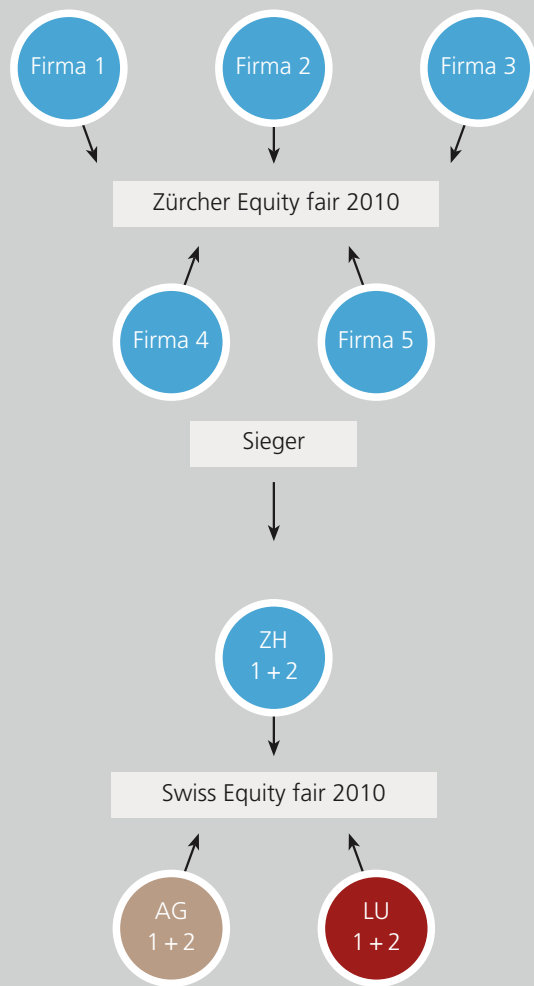 Firma 1
Firma 2
Firma 3
Zürcher Equity fair 2010
Firma 4
Firma 5
Sieger
ZH
1 + 2
Swiss Equity fair 2010
AG
1 + 2
LU
1 + 2